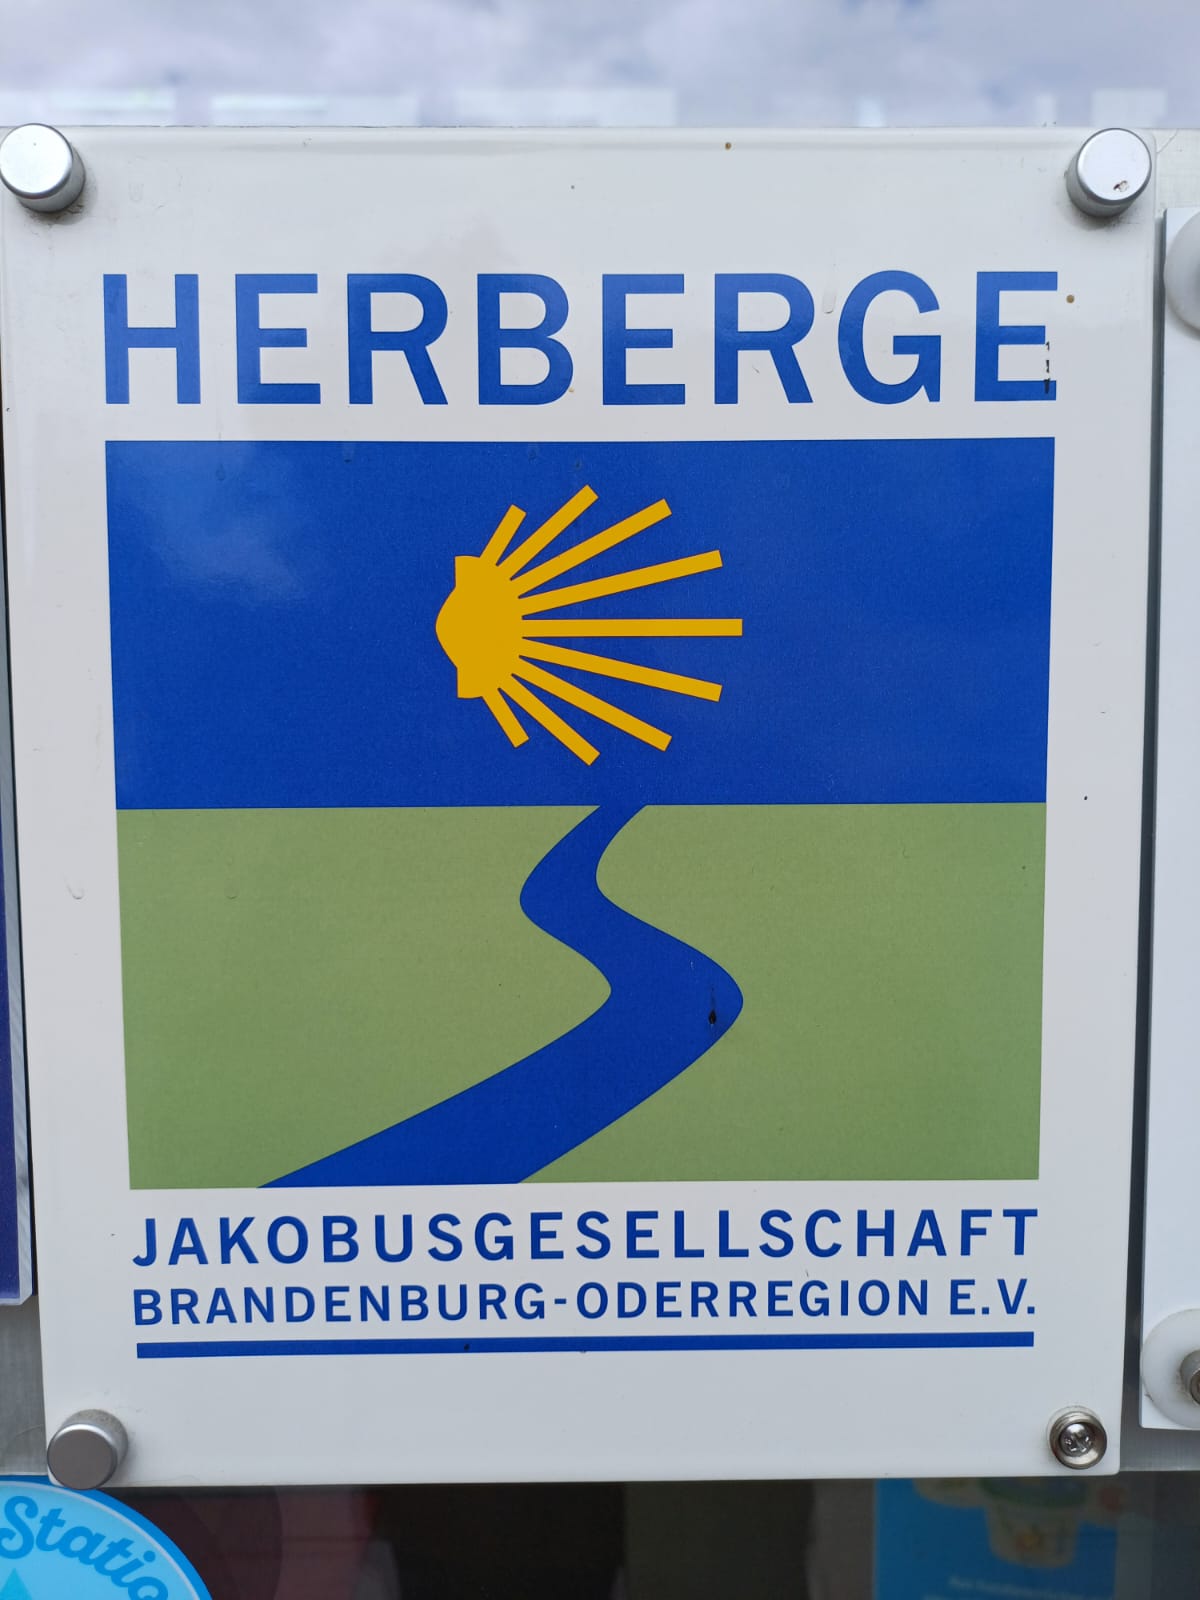 HERBERGE
JAKOBUSGESELLSCHAFT
BRANDENBURG-ODERREGION E.V.